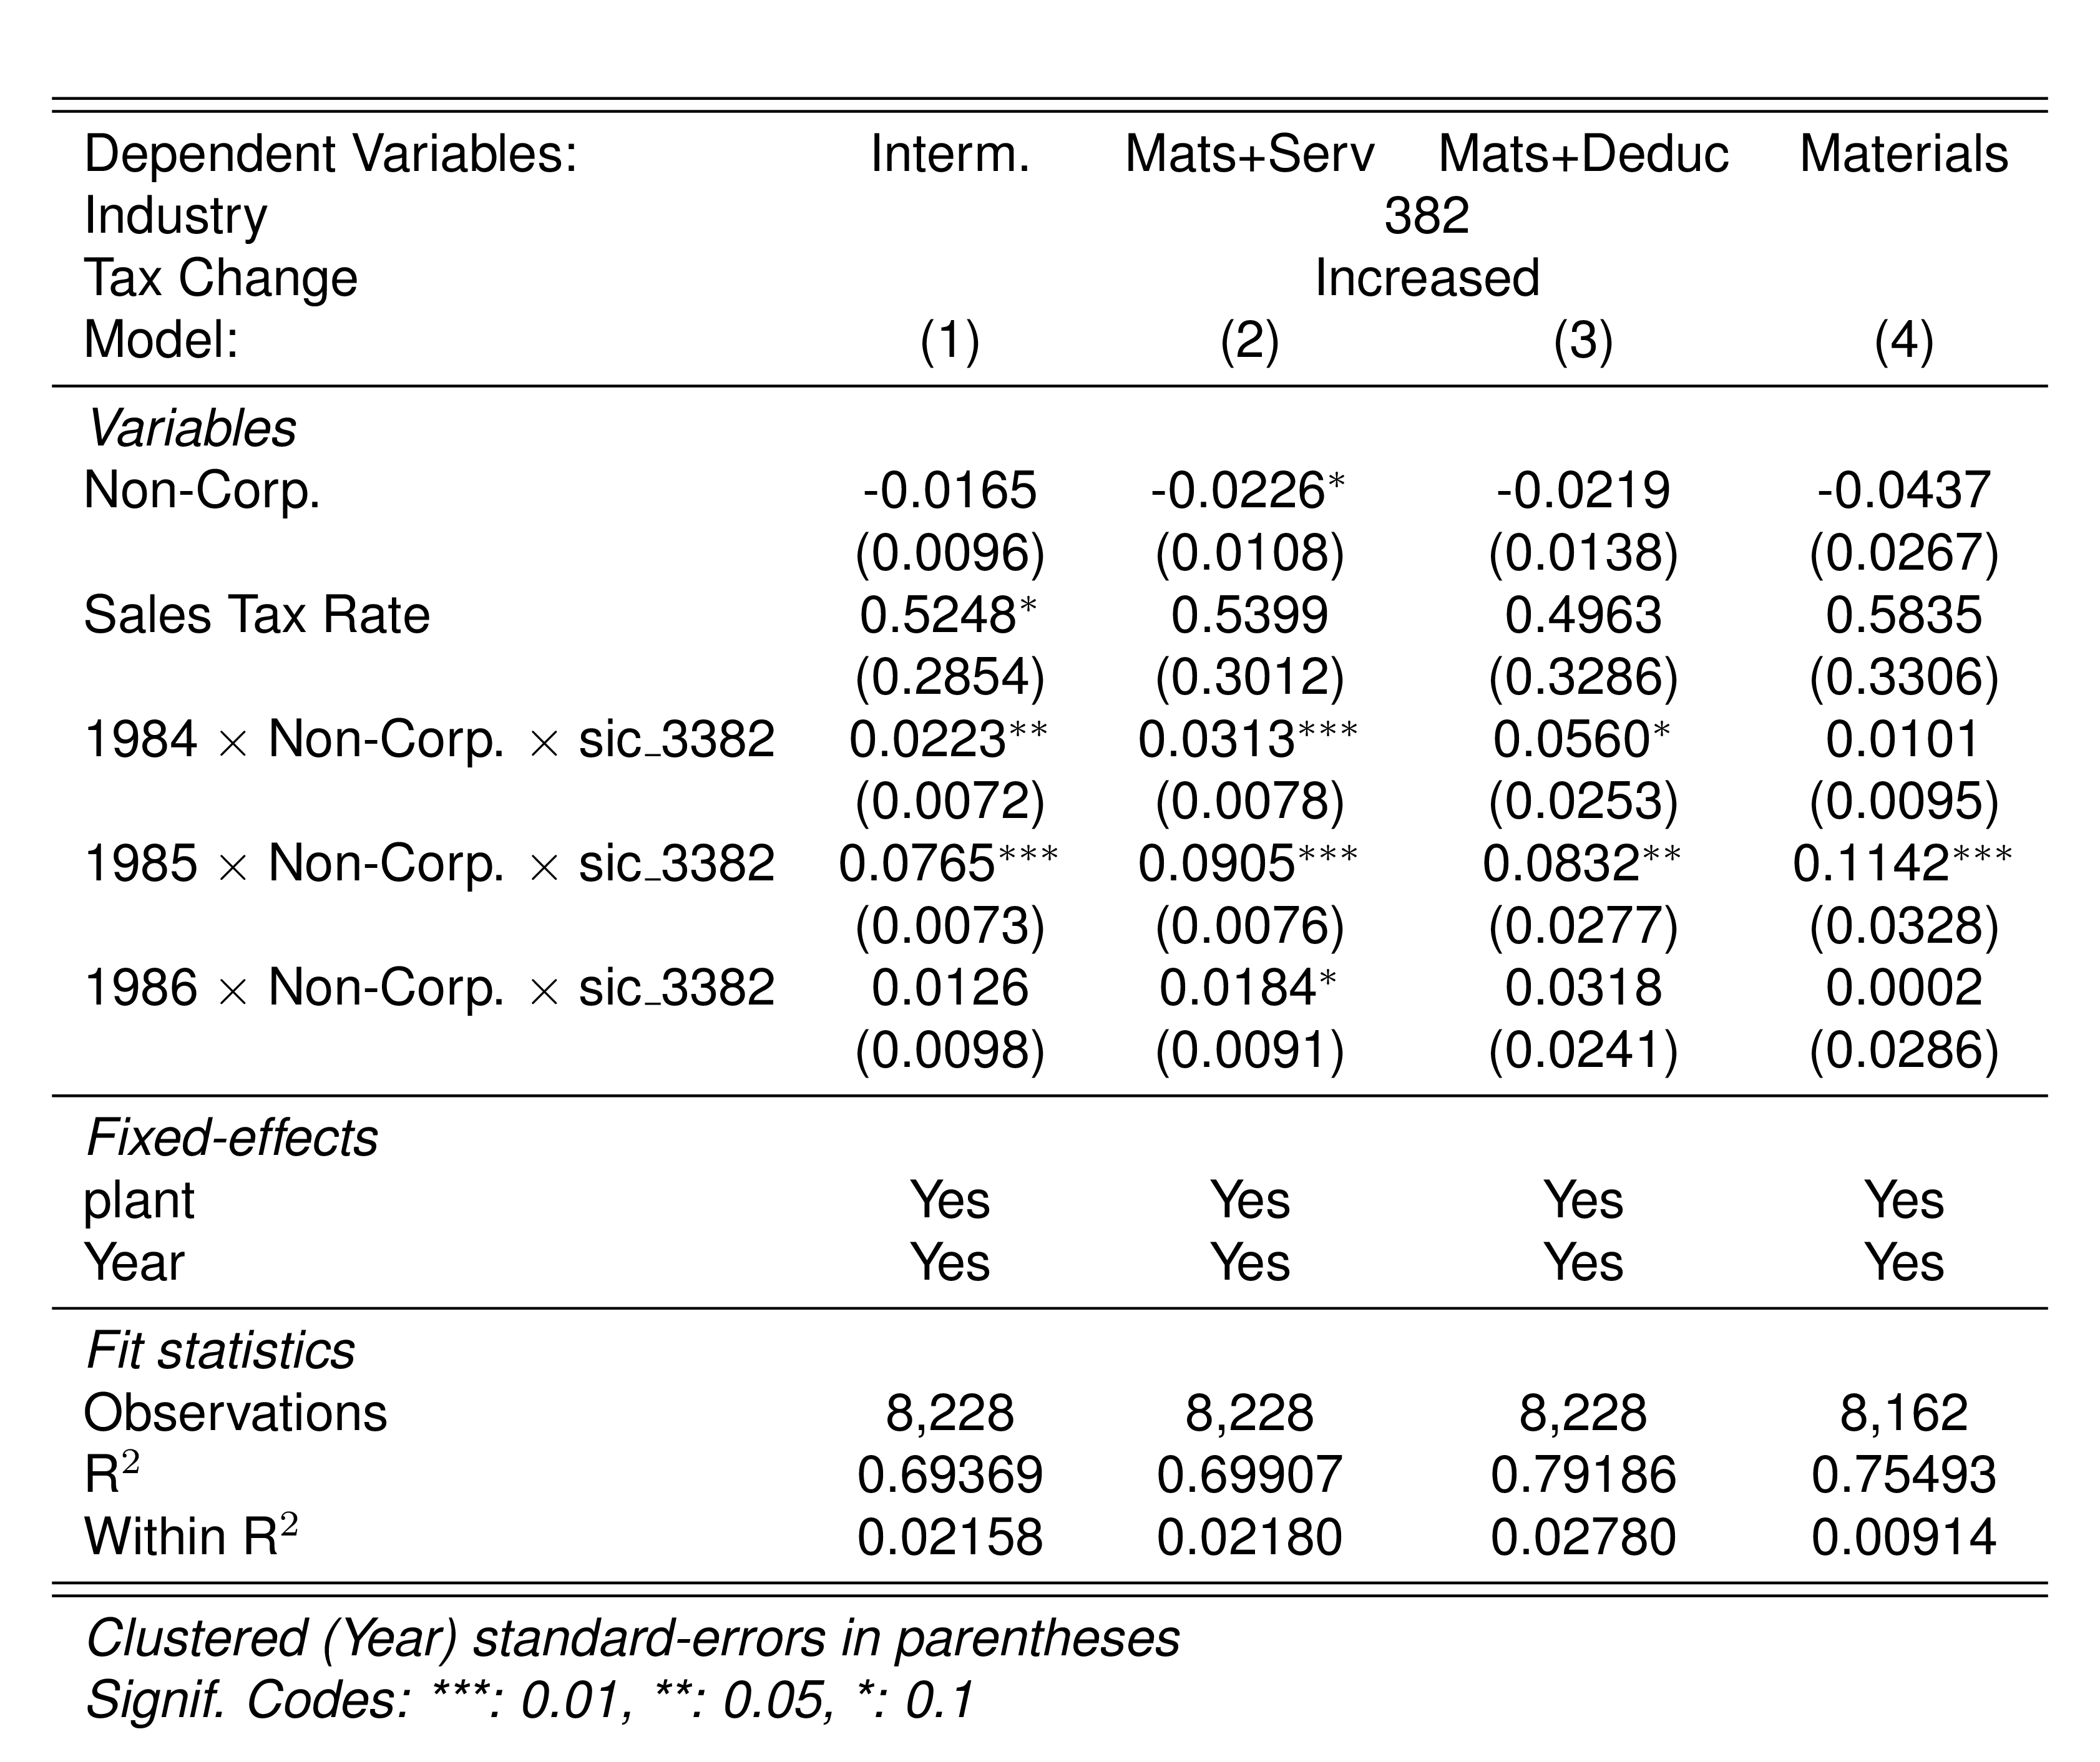 Dependent Variables: Interm. Mats+Serv Mats+Deduc Materials
Industry 382
Tax Change Increased
Model: (1) (2) (3) (4)
Variables
Non-Corp. -0.0165 -0.0226* -0.0219 -0.0437
(0.0096) (0.0108) (0.0138) (0.0267)
Sales Tax Rate 0.5248* 0.5399 0.4963 0.5835
(0.2854) (0.3012) (0.3286) (0.3306)
1984 × Non-Corp. × sic_3382 0.0223** 0.0313*** 0.0560* 0.0101
(0.0072) (0.0078) (0.0253) (0.0095)
1985 × Non-Corp. × sic_3382 0.0765*** 0.0905*** 0.0832** 0.1142***
(0.0073) (0.0076) (0.0277) (0.0328)
1986 × Non-Corp. × sic_3382 0.0126 0.0184* 0.0318 0.0002
(0.0098) (0.0091) (0.0241) (0.0286)
Fixed-effects
plant Yes Yes Yes Yes
Year Yes Yes Yes Yes
Fit statistics
Observations 8,228 8,228 8,228 8,162
R² 0.69369 0.69907 0.79186 0.75493
Within R² 0.02158 0.02180 0.02780 0.00914
Clustered (Year) standard-errors in parentheses
Signif. Codes: ***: 0.01, **: 0.05, *: 0.1